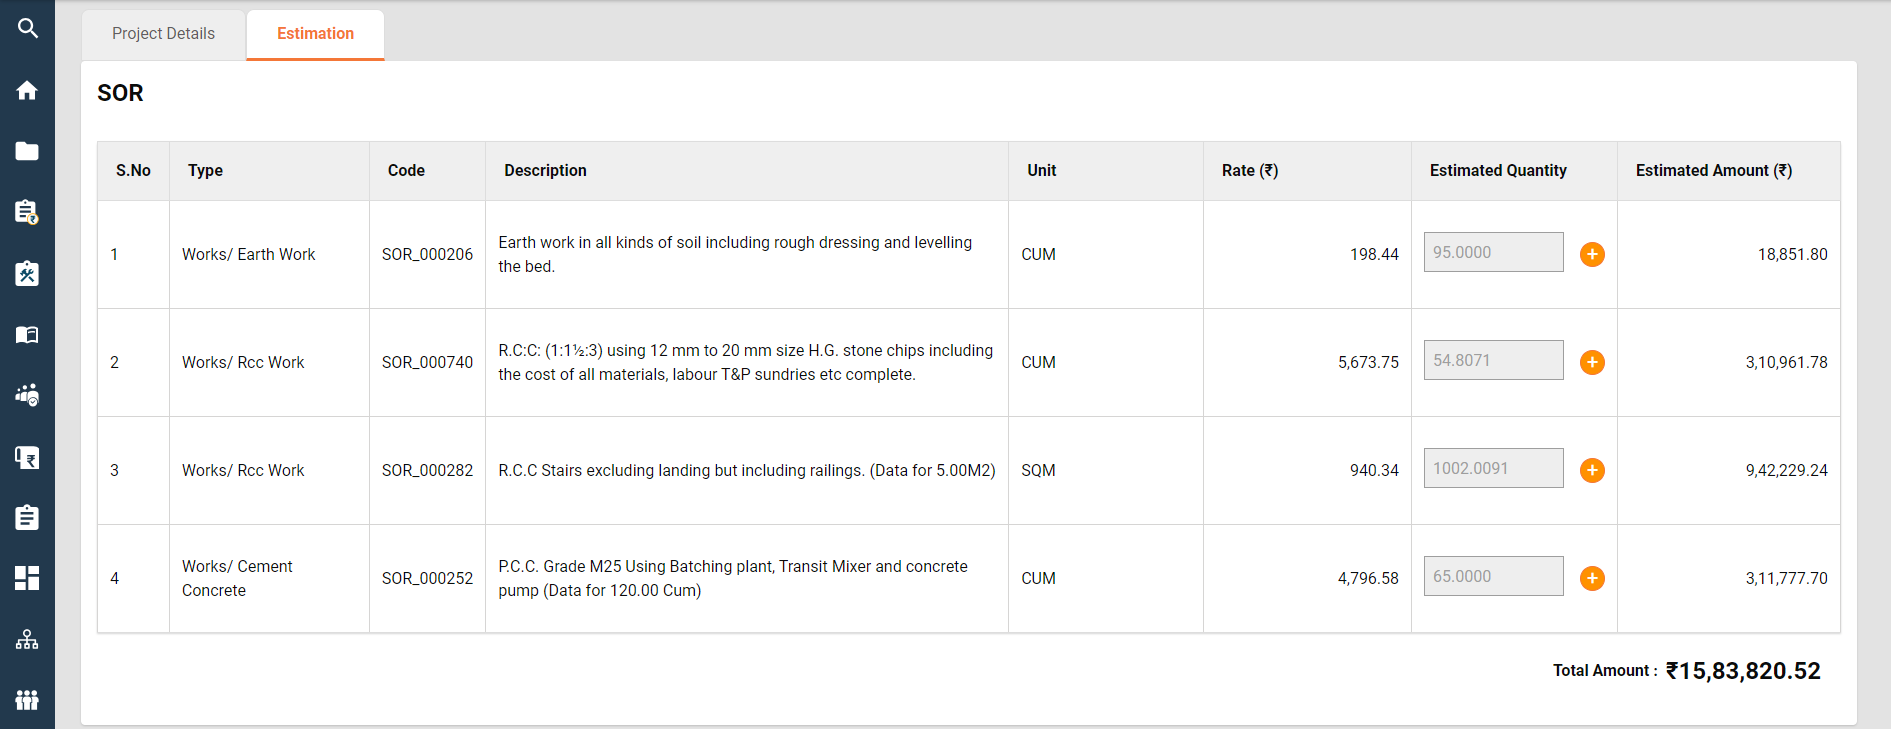 Project Details
Estimation
SOR
S.No Type Code Description Unit Rate (₹) Estimated Quantity Estimated Amount (₹)
1 Works/ Earth Work SOR_000206 Earth work in all kinds of soil including rough dressing and levelling CUM 198.44 95.0000 18,851.80
the bed.
2 Works/ Rcc Work SOR_000740 R.C:C: (1:1½:3) using 12 mm to 20 mm size H.G. stone chips including CUM 5,673.75 54.8071 3,10,961.78
the cost of all materials, labour T&P sundries etc complete.
3 Works/ Rcc Work SOR_000282 R.C.C Stairs excluding landing but including railings. (Data for 5.00M2) SQM 940.34 1002.0091 9,42,229.24
4 Works/ Cement SOR_000252 P.C.C. Grade M25 Using Batching plant, Transit Mixer and concrete CUM 4,796.58 65.0000 3,11,777.70
Concrete pump (Data for 120.00 Cum)
Total Amount : ₹15,83,820.52